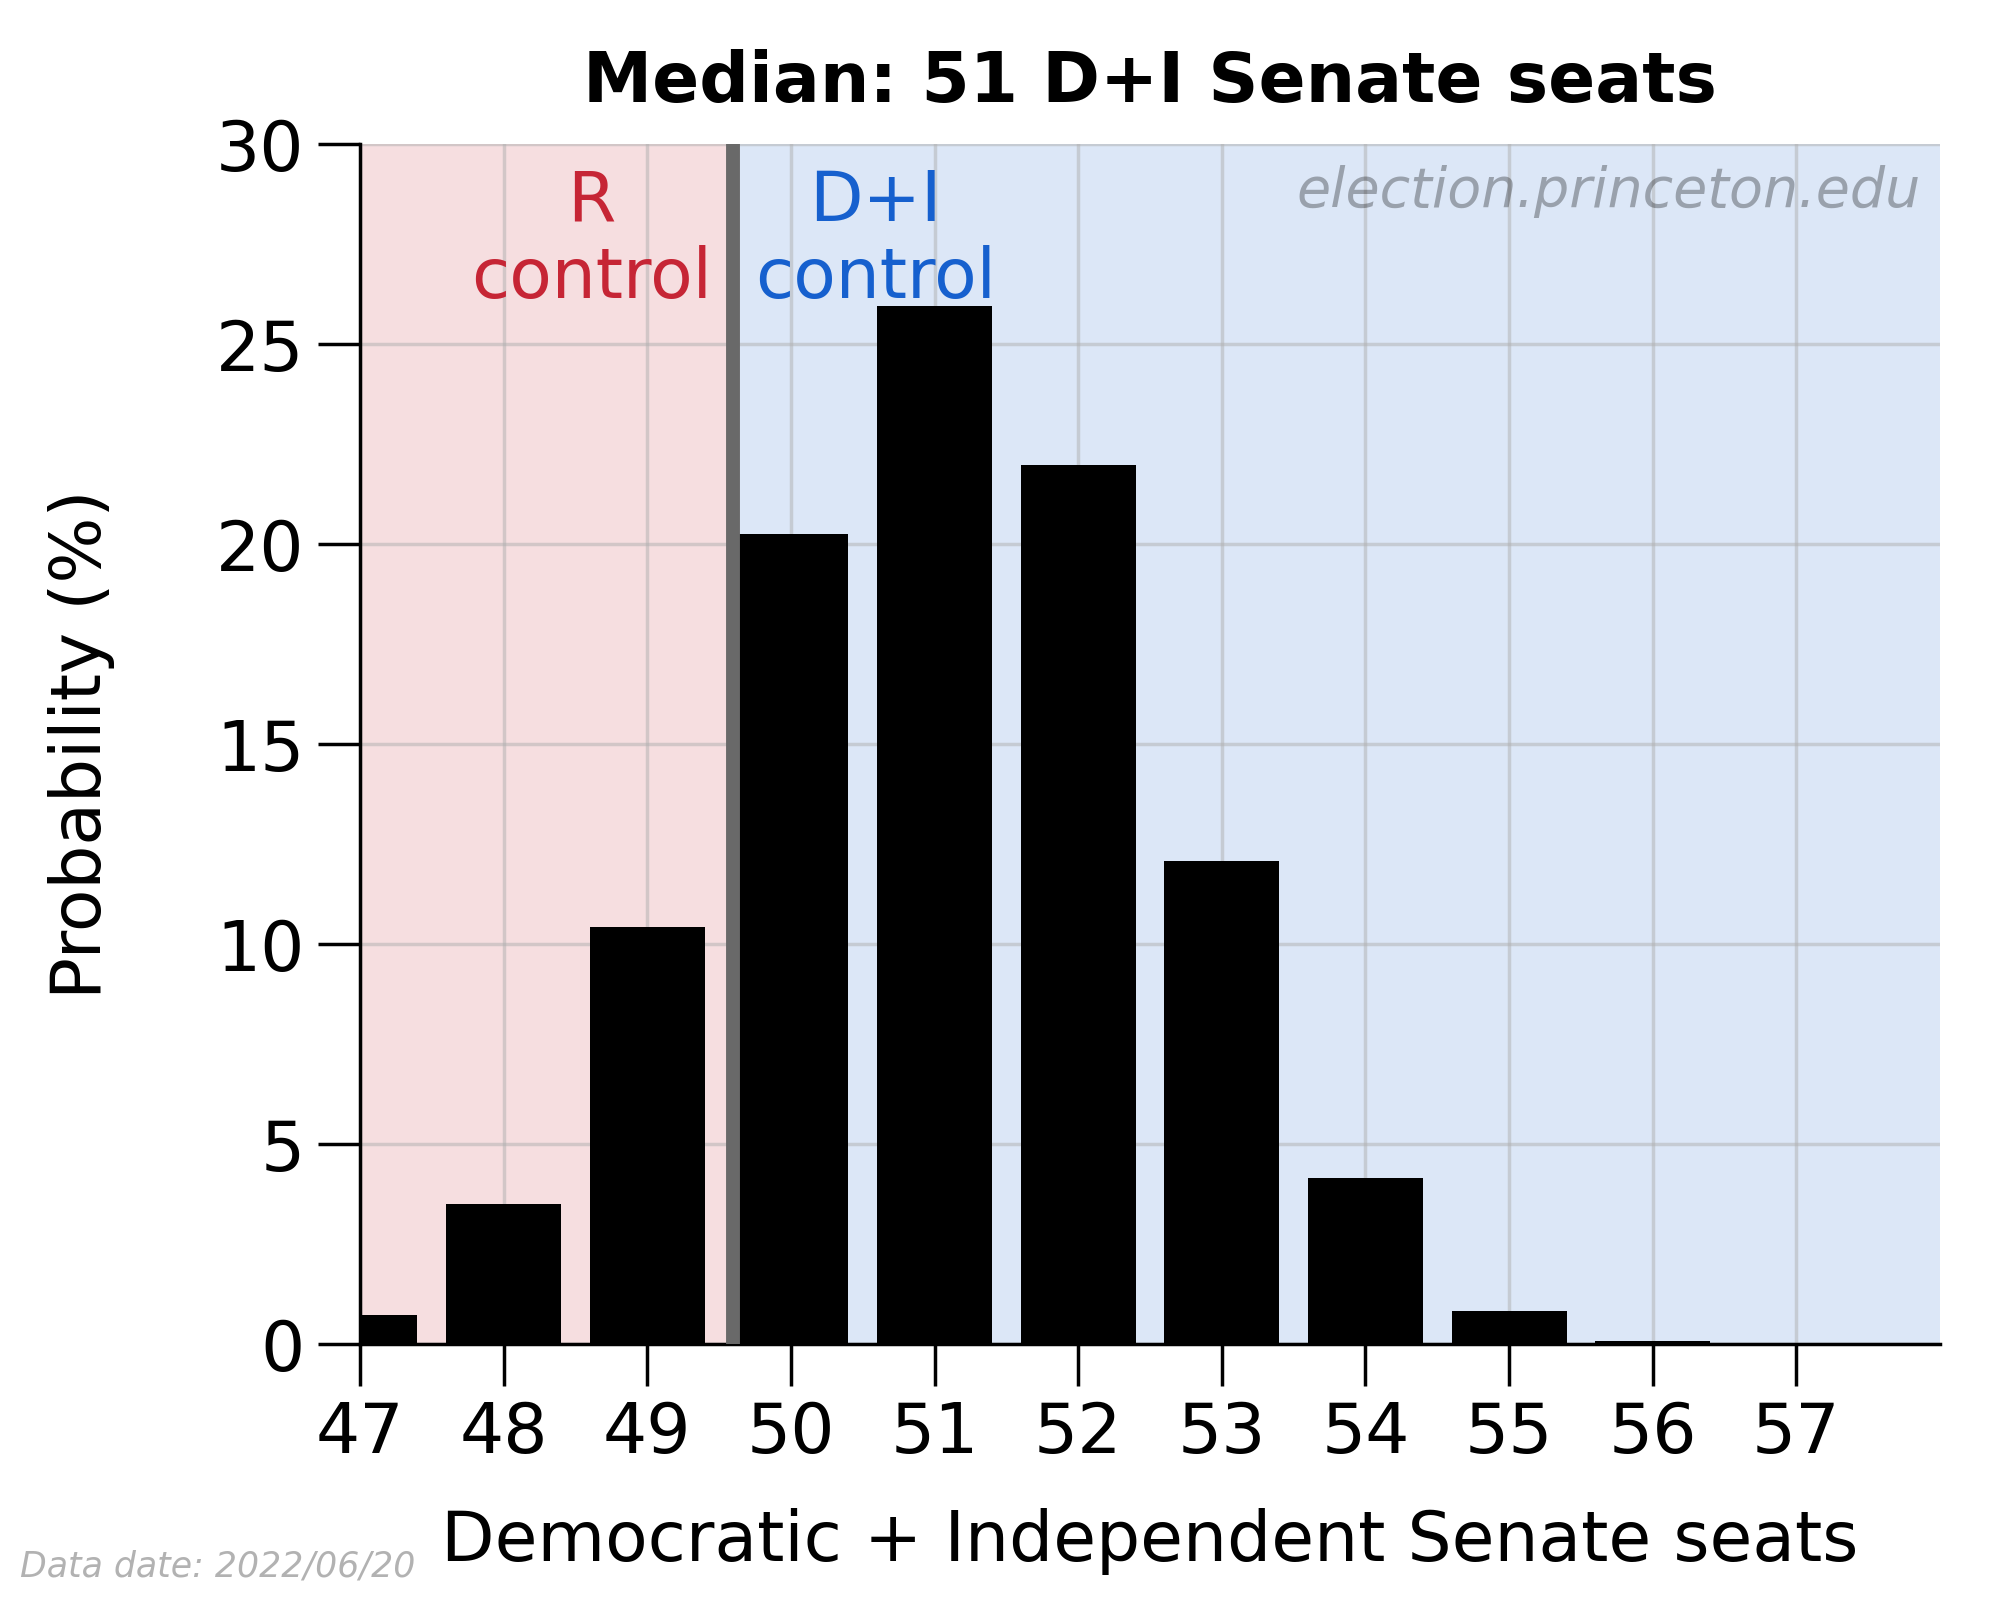 Median: 51 D+I Senate seats
R
control
D+I
control
election.princeton.edu
Probability (%)
30
25
20
15
10
5
0
47 48 49 50 51 52 53 54 55 56 57
Democratic + Independent Senate seats
Data date: 2022/06/20